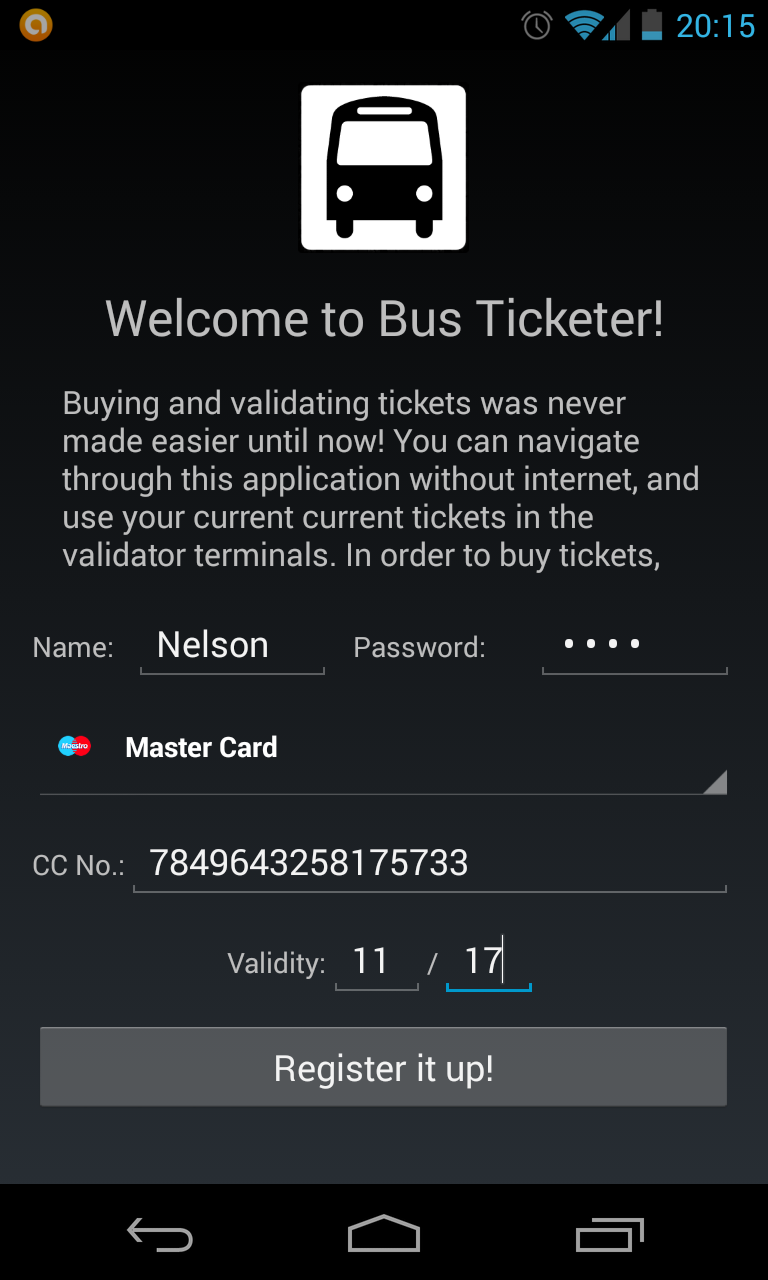 20:15
Welcome to Bus Ticketer!
Buying and validating tickets was never
made easier until now! You can navigate
through this application without internet, and
use your current current tickets in the
validator terminals. In order to buy tickets,
Name: Nelson Password: ••••
Maestro Master Card
CC No.: 7849643258175733
Validity: 11 / 17
Register it up!